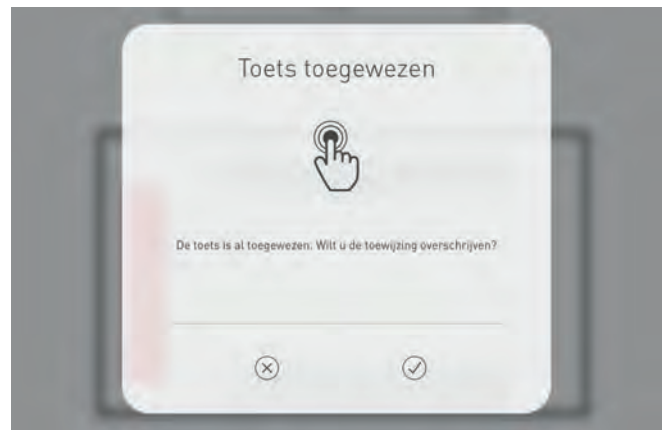 Toets toegewezen
De toets is al toegewezen. Wilt u de toewijzing overschrijven?